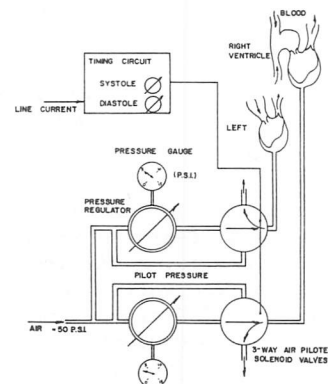 BLOOD
RIGHT
VENTRICLE
TIMING CIRCUIT
SYSTOLE
DIASTOLE
LINE CURRENT
LEFT
PRESSURE GAUGE
(P.S.I.)
PRESSURE
REGULATOR
PILOT PRESSURE
AIR ~50 P.S.I.
3-WAY AIR PILOTE
SOLENOID VALVES